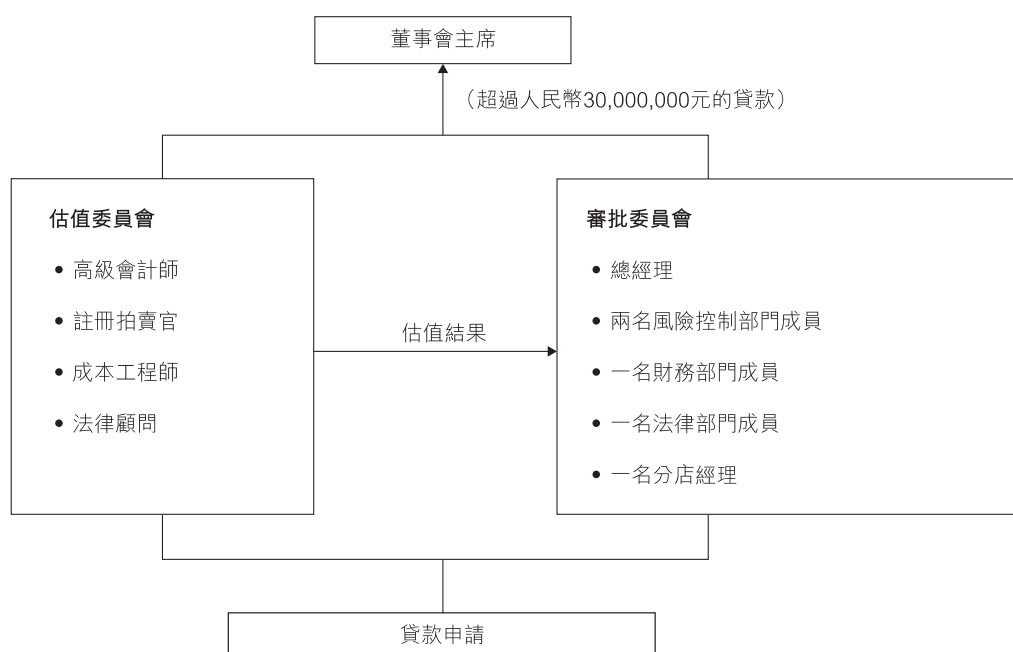 董事會主席
（超過人民幣30,000,000元的貸款）
估值委員會
• 高級會計師
• 註冊拍賣官
• 成本工程師
• 法律顧問
估值結果
審批委員會
• 總經理
• 兩名風險控制部門成員
• 一名財務部門成員
• 一名法律部門成員
• 一名分店經理
貸款申請